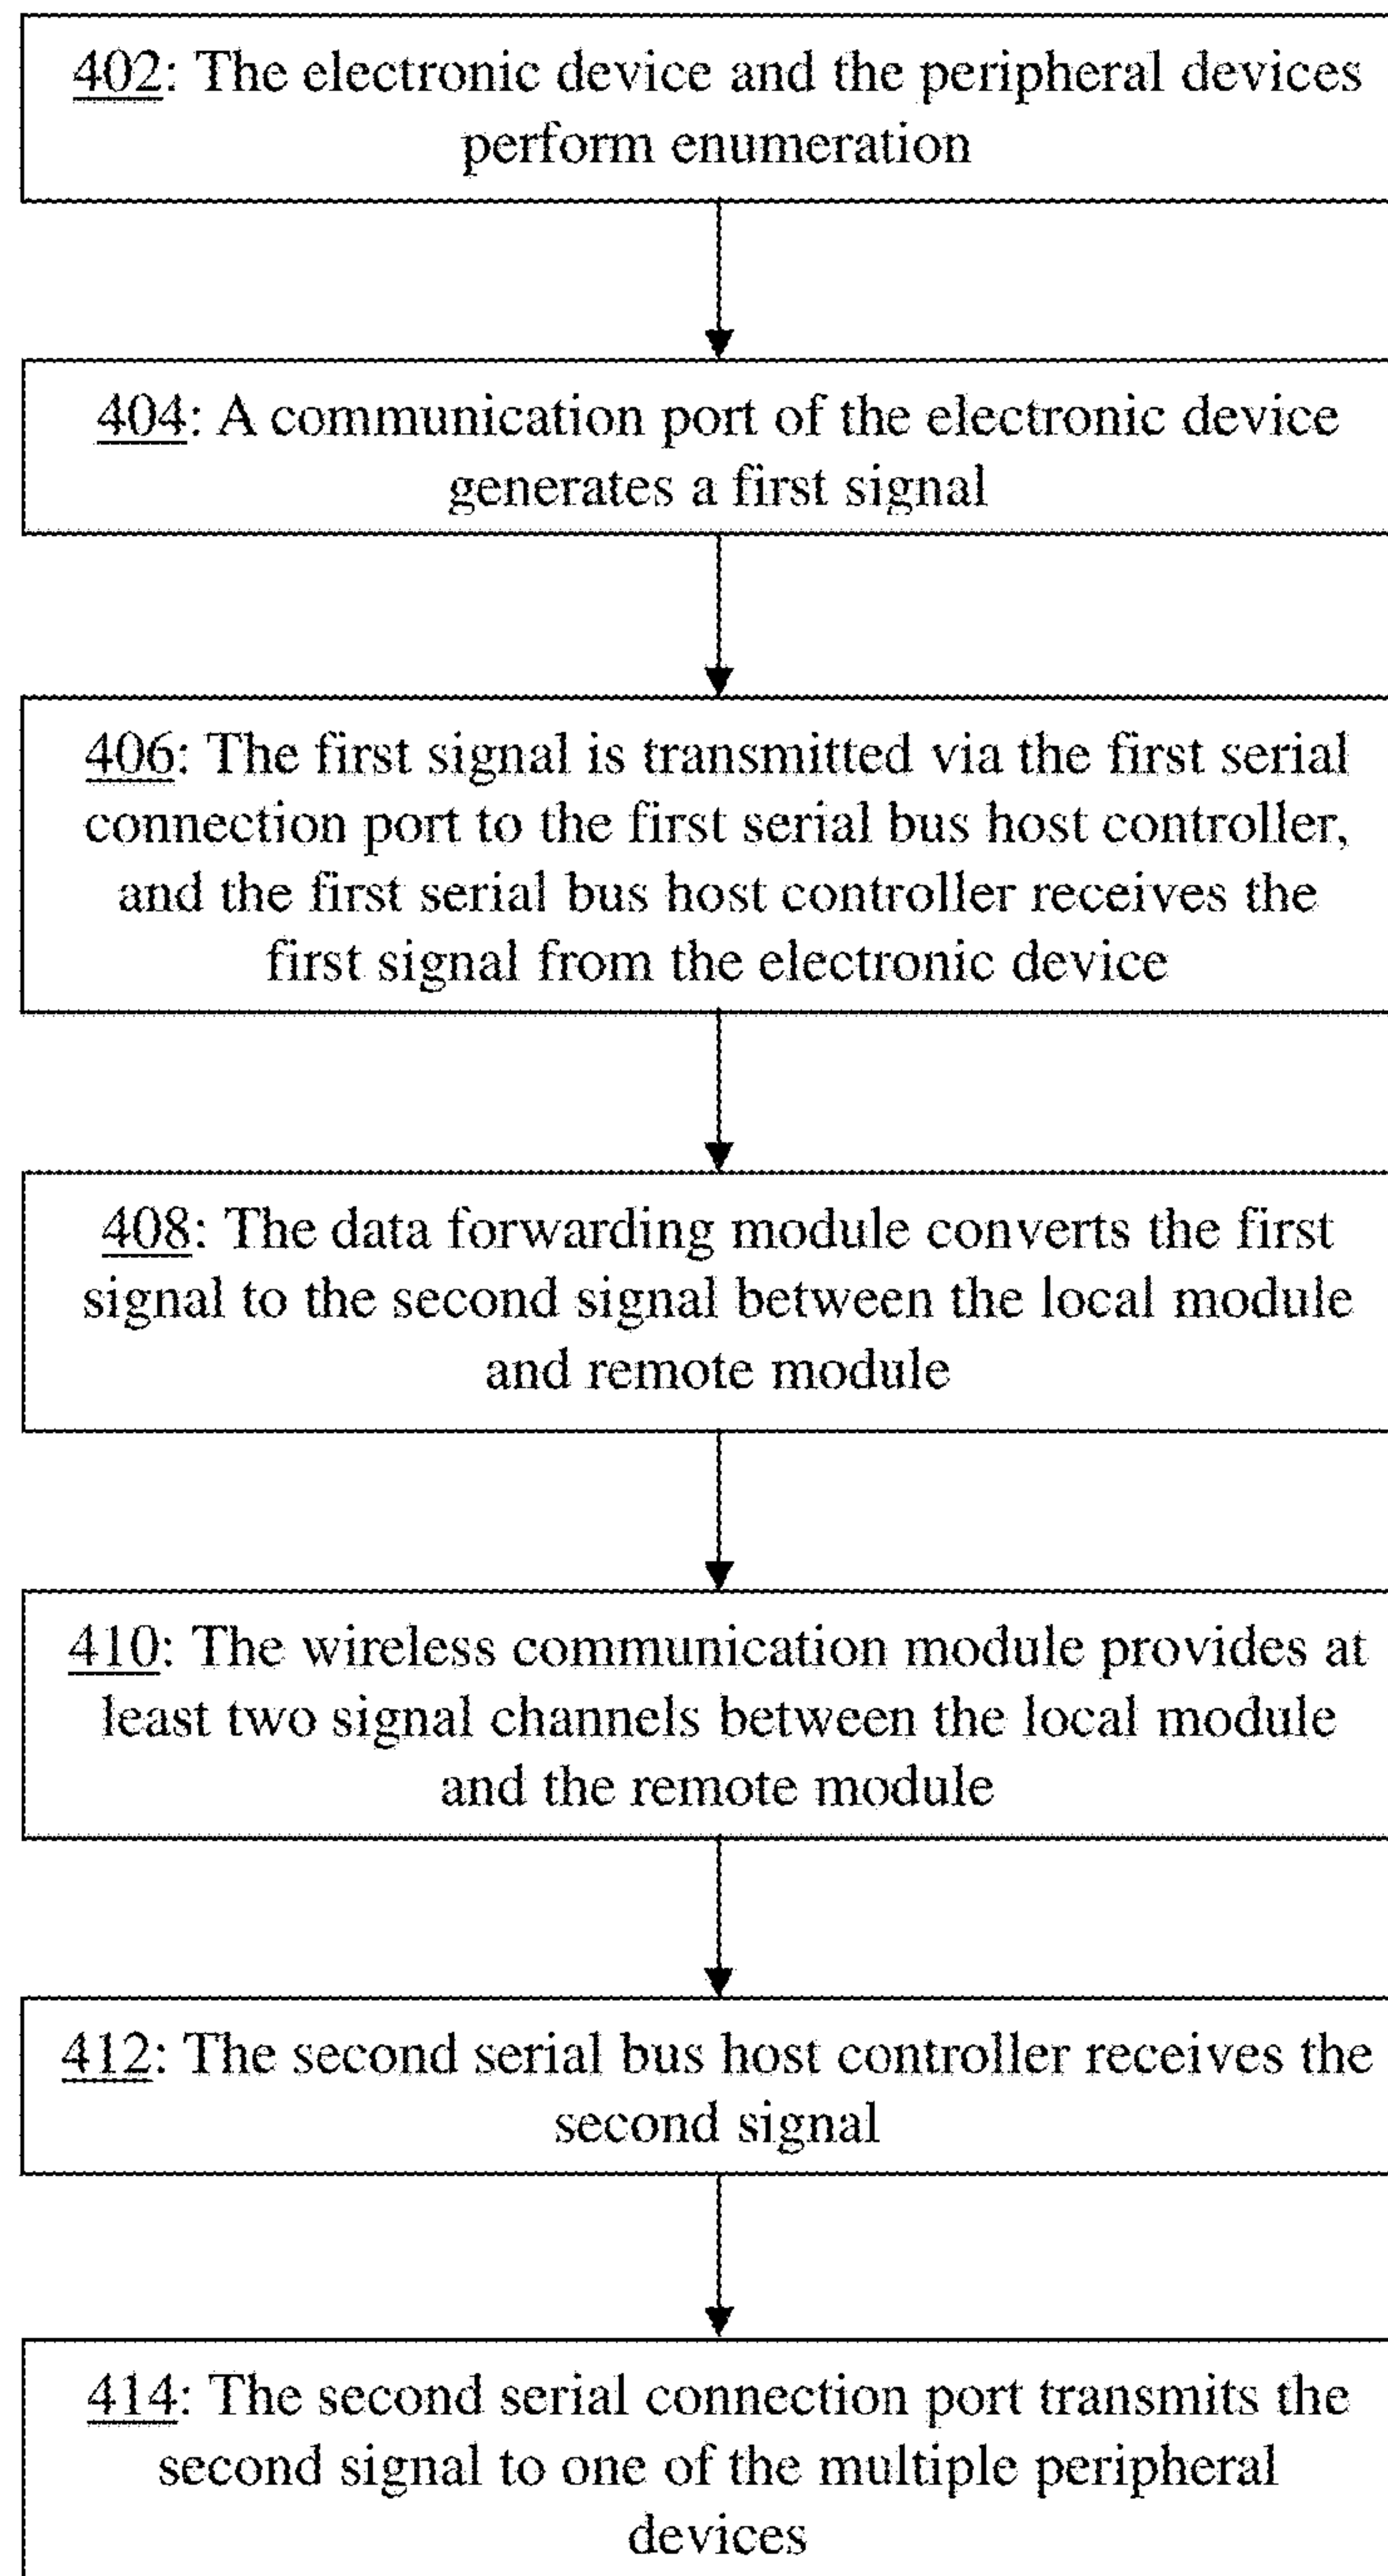 402: The electronic device and the peripheral devices
perform enumeration
404: A communication port of the electronic device
generates a first signal
406: The first signal is transmitted via the first serial
connection port to the first serial bus host controller,
and the first serial bus host controller receives the
first signal from the electronic device
408: The data forwarding module converts the first
signal to the second signal between the local module
and remote module
410: The wireless communication module provides at
least two signal channels between the local module
and the remote module
412: The second serial bus host controller receives the
second signal
414: The second serial connection port transmits the
second signal to one of the multiple peripheral
devices